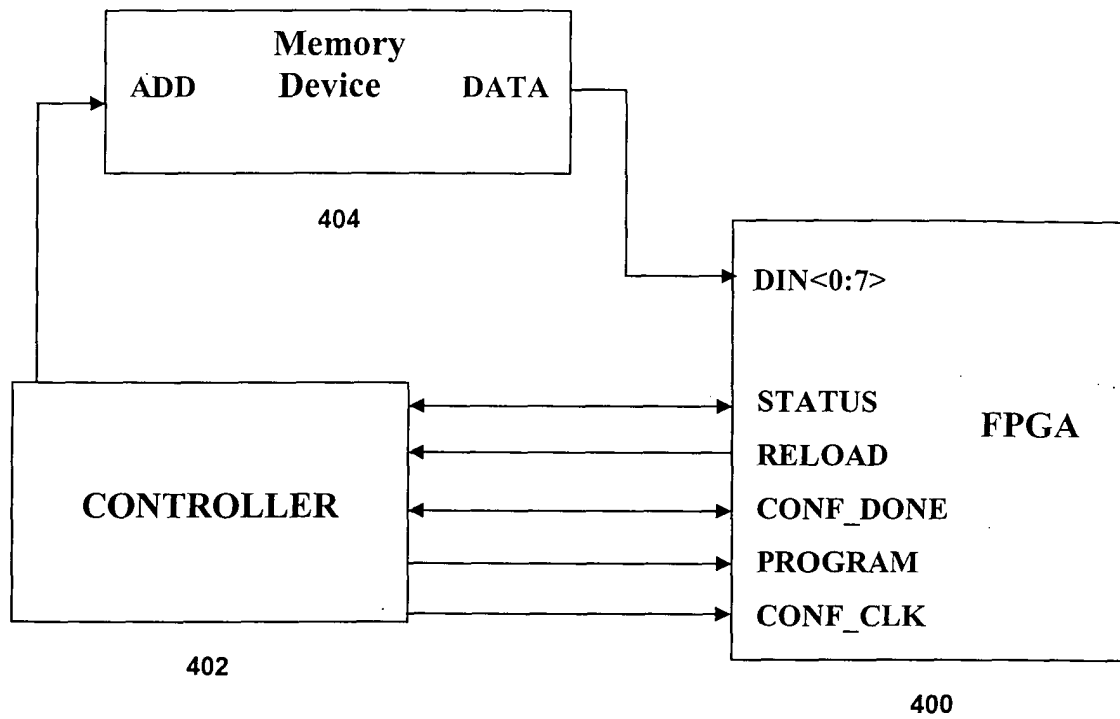 Memory
Device
ADD
DATA
404
DIN<0:7>
STATUS
RELOAD
CONF_DONE
PROGRAM
CONF_CLK
FPGA
CONTROLLER
402
400